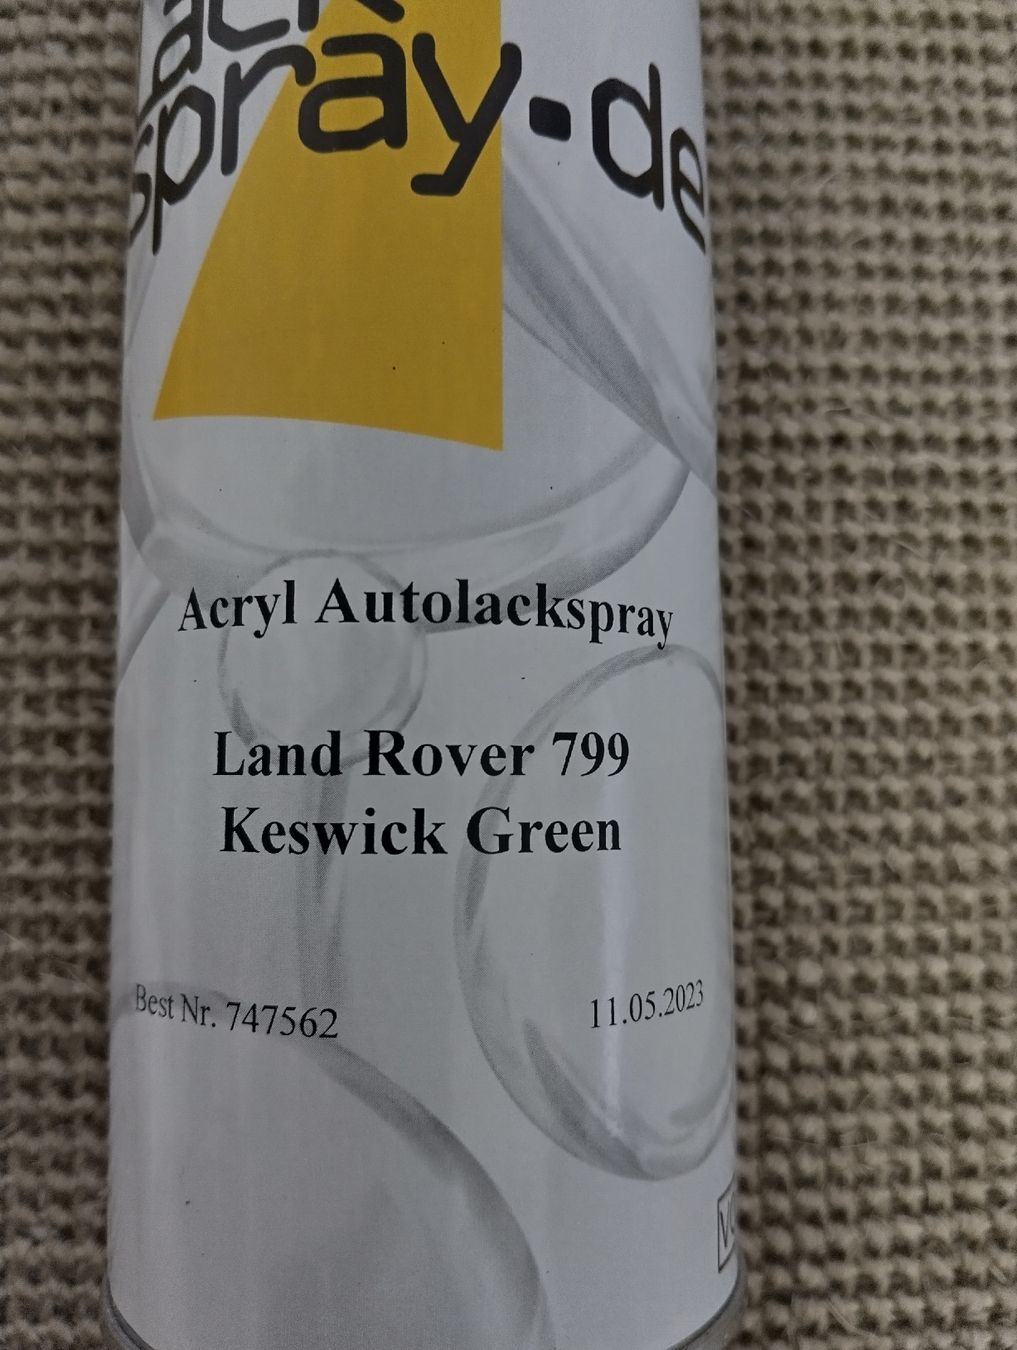 spray.de
Acryl Autolackspray
Land Rover 799
Keswick Green
Best Nr. 747562
11.05.2023